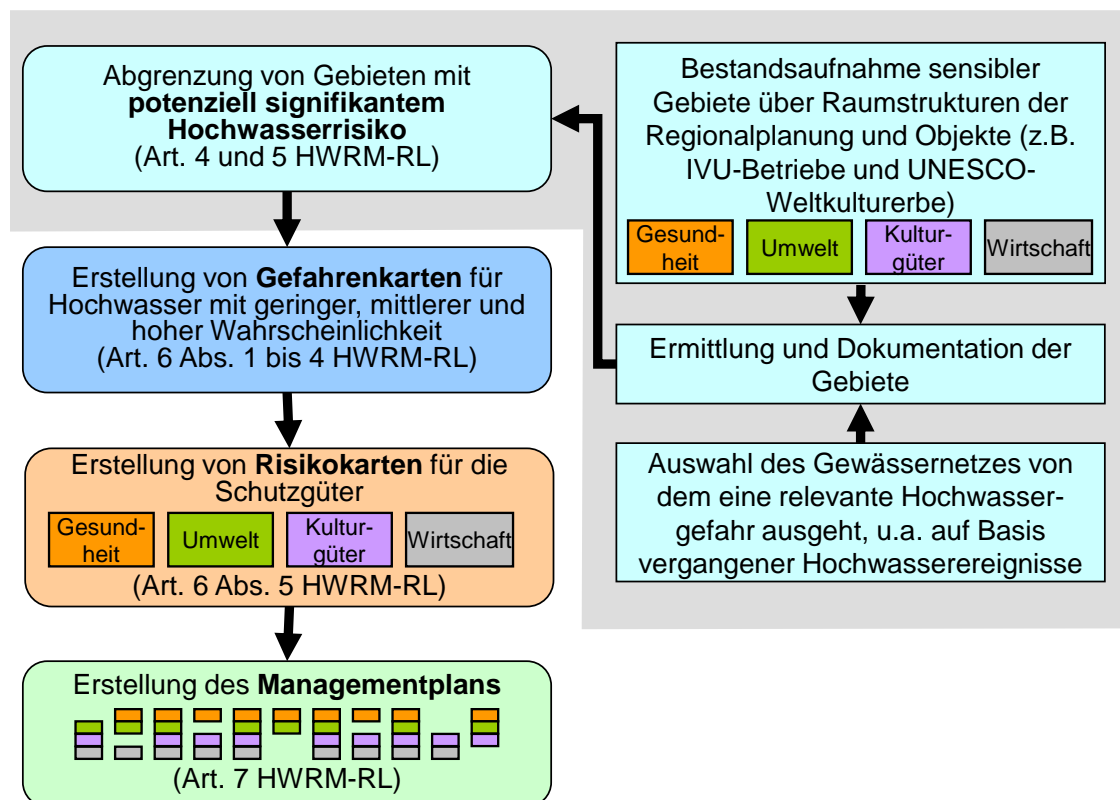 Abgrenzung von Gebieten mit
potenziell signifikantem
Hochwasserrisiko
(Art. 4 und 5 HWRM-RL)
Erstellung von Gefahrenkarten für
Hochwasser mit geringer, mittlerer und
hoher Wahrscheinlichkeit
(Art. 6 Abs. 1 bis 4 HWRM-RL)
Erstellung von Risikokarten für die
Schutzgüter
Gesund-
heit
Umwelt
Kultur-
güter
Wirtschaft
(Art. 6 Abs. 5 HWRM-RL)
Erstellung des Managementplans
(Art. 7 HWRM-RL)
Bestandsaufnahme sensibler
Gebiete über Raumstrukturen der
Regionalplanung und Objekte (z.B.
IVU-Betriebe und UNESCO-
Weltkulturerbe)
Gesund-
heit
Umwelt
Kultur-
güter
Wirtschaft
Ermittlung und Dokumentation der
Gebiete
Auswahl des Gewässernetzes von
dem eine relevante Hochwasser-
gefahr ausgeht, u.a. auf Basis
vergangener Hochwasserereignisse